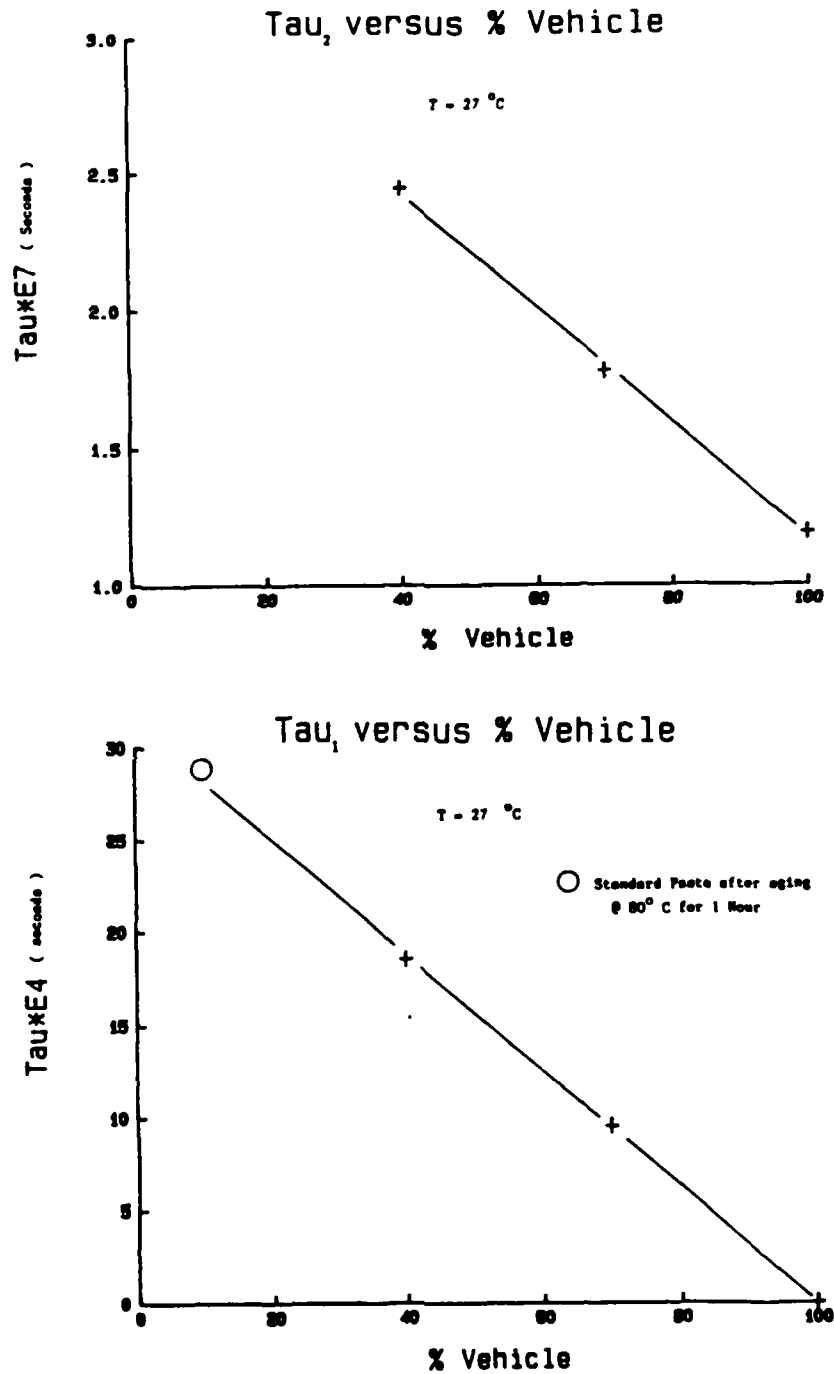 Tau₂ versus % Vehicle
3.0
T = 27 °C
2.5
2.0
1.5
1.0
Tau*E7 ( Seconds )
0 20 40 60 80 100
% Vehicle
Tau₁ versus % Vehicle
30
T = 27 °C
25
Standard Paste after aging
@ 80° C for 1 Hour
20
15
10
5
0
Tau*E4 ( seconds )
0 20 40 60 80 100
% Vehicle